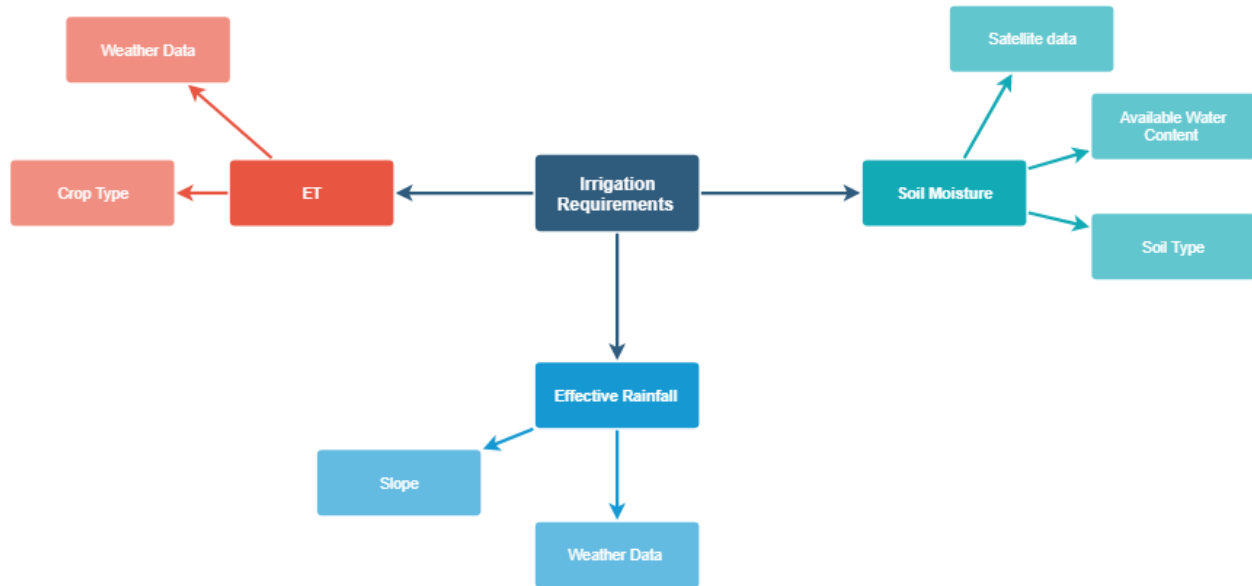 Satellite data
Weather Data
Available Water
Content
Crop Type
ET
Irrigation
Requirements
Soil Moisture
Soil Type
Effective Rainfall
Slope
Weather Data